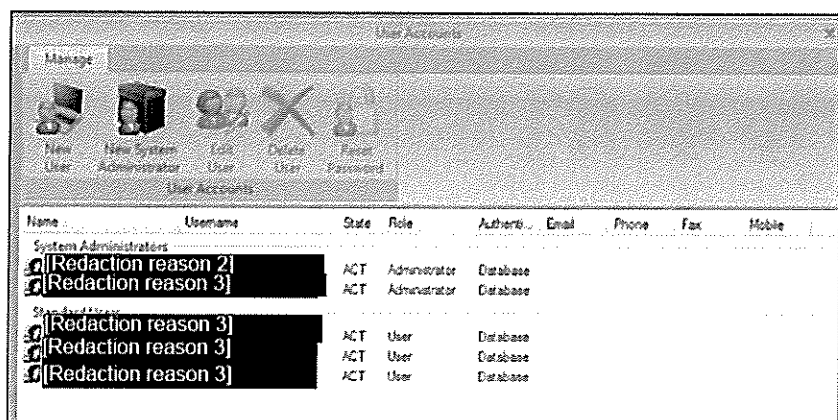 User Accounts
Manage
New User
New System Administrator
Edit User
Delete User
Reset Password
User Accounts
Name Username State Role Authenti... Email Phone Fax Mobile
System Administrators
[Redaction reason 2] ACT Administrator Database
[Redaction reason 3] ACT Administrator Database
Standard Users
[Redaction reason 3] ACT User Database
[Redaction reason 3] ACT User Database
[Redaction reason 3] ACT User Database